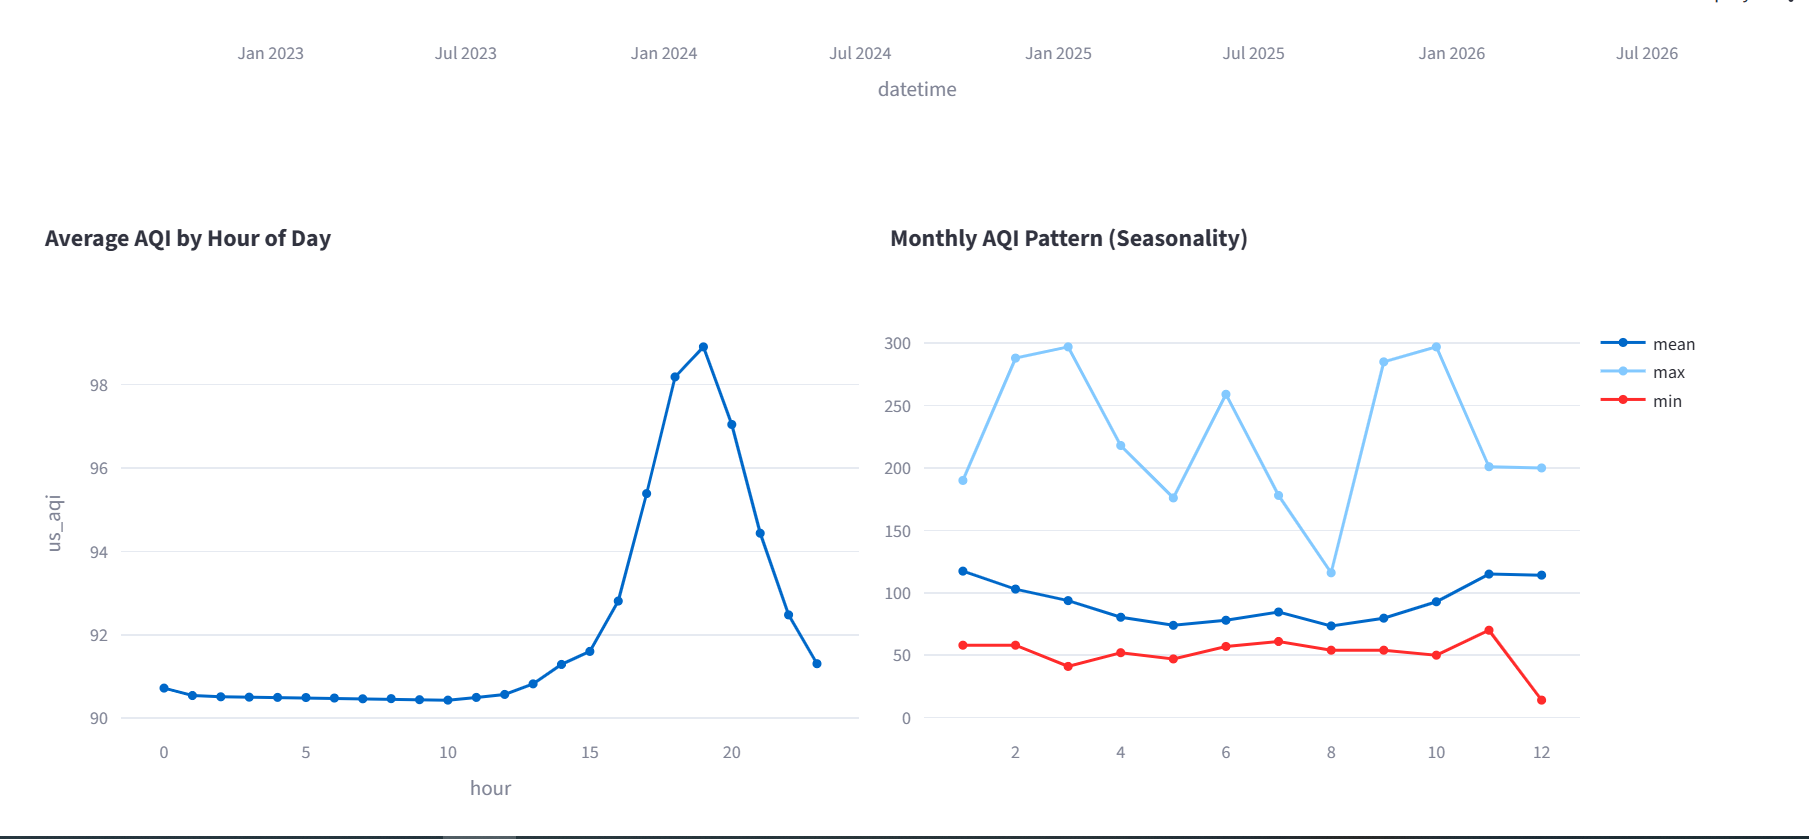 Jan 2023 Jul 2023 Jan 2024 Jul 2024 Jan 2025 Jul 2025 Jan 2026 Jul 2026
datetime
Average AQI by Hour of Day
98
96
94
92
90
us_aqi
0 5 10 15 20
hour
Monthly AQI Pattern (Seasonality)
300
250
200
150
100
50
0
2 4 6 8 10 12
mean
max
min